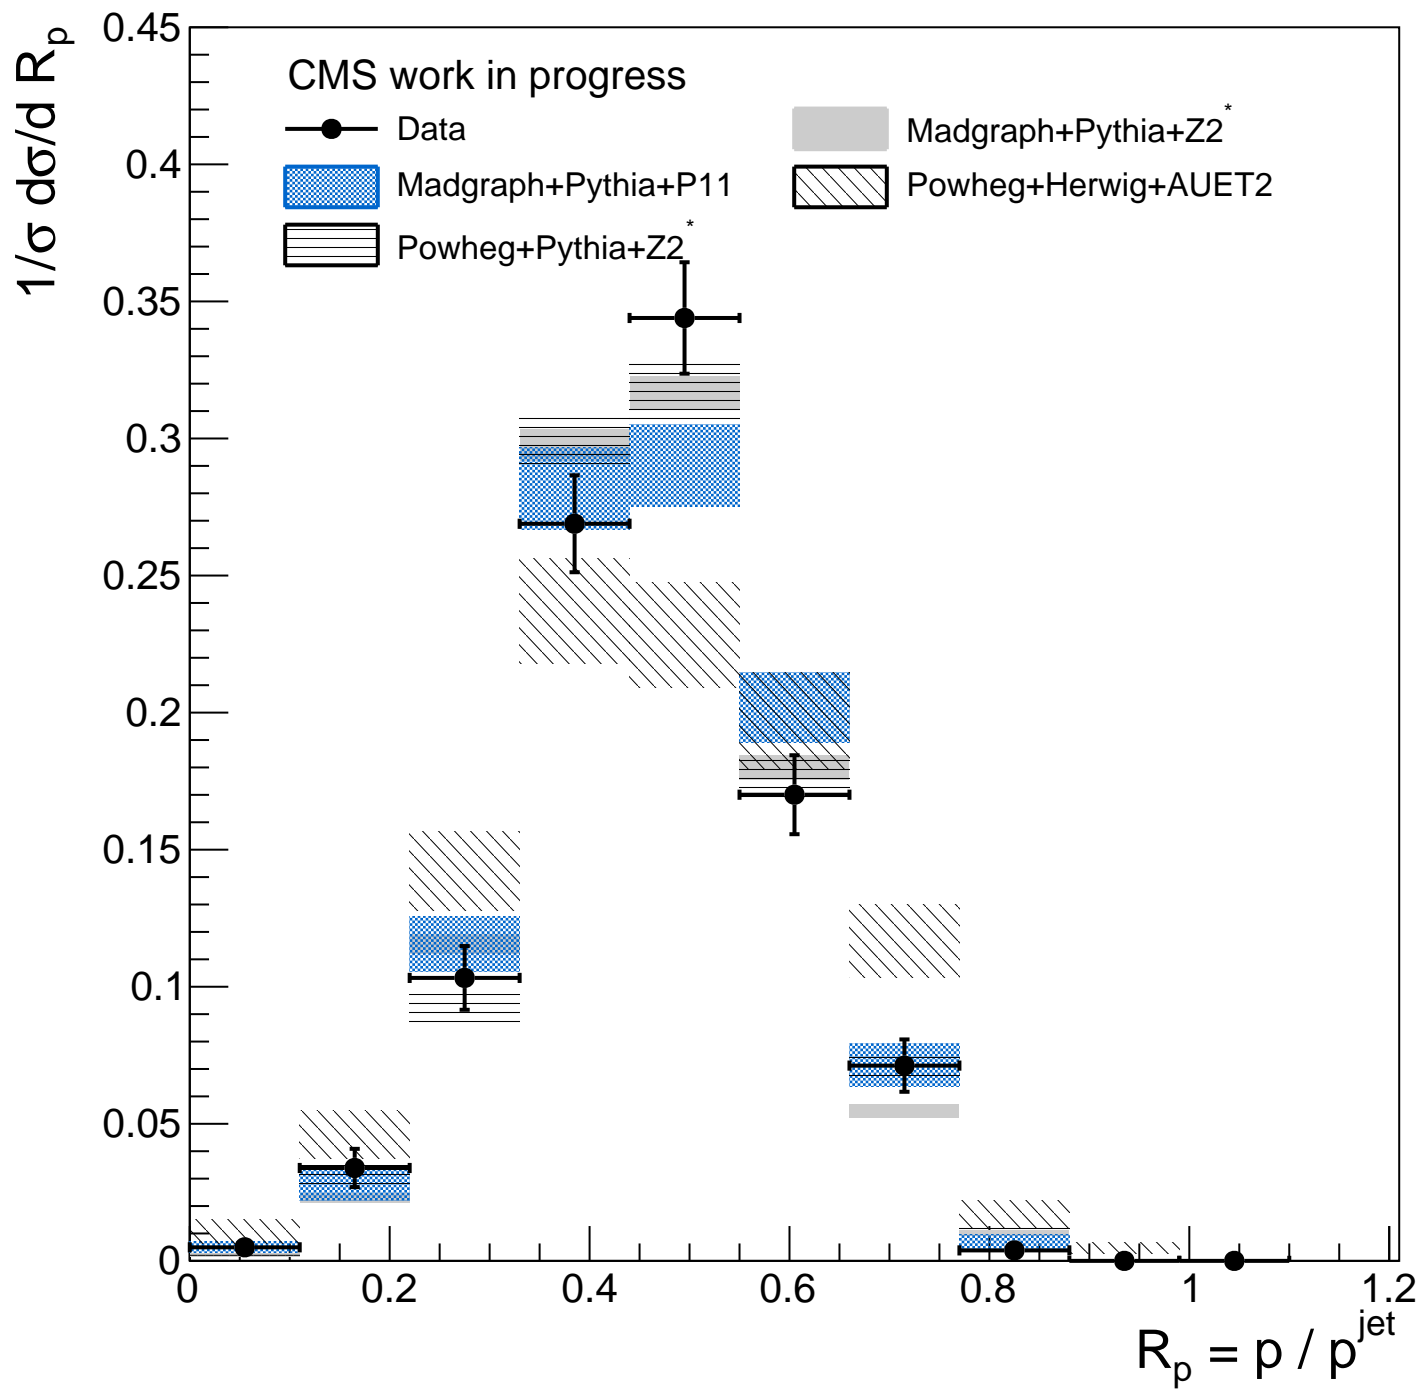 1/σ dσ/d Rp
CMS work in progress
Data
Madgraph+Pythia+Z2*
Madgraph+Pythia+P11
Powheg+Herwig+AUET2
Powheg+Pythia+Z2*
0.45
0.4
0.35
0.3
0.25
0.2
0.15
0.1
0.05
0
0 0.2 0.4 0.6 0.8 1 1.2
Rp = p / p^jet